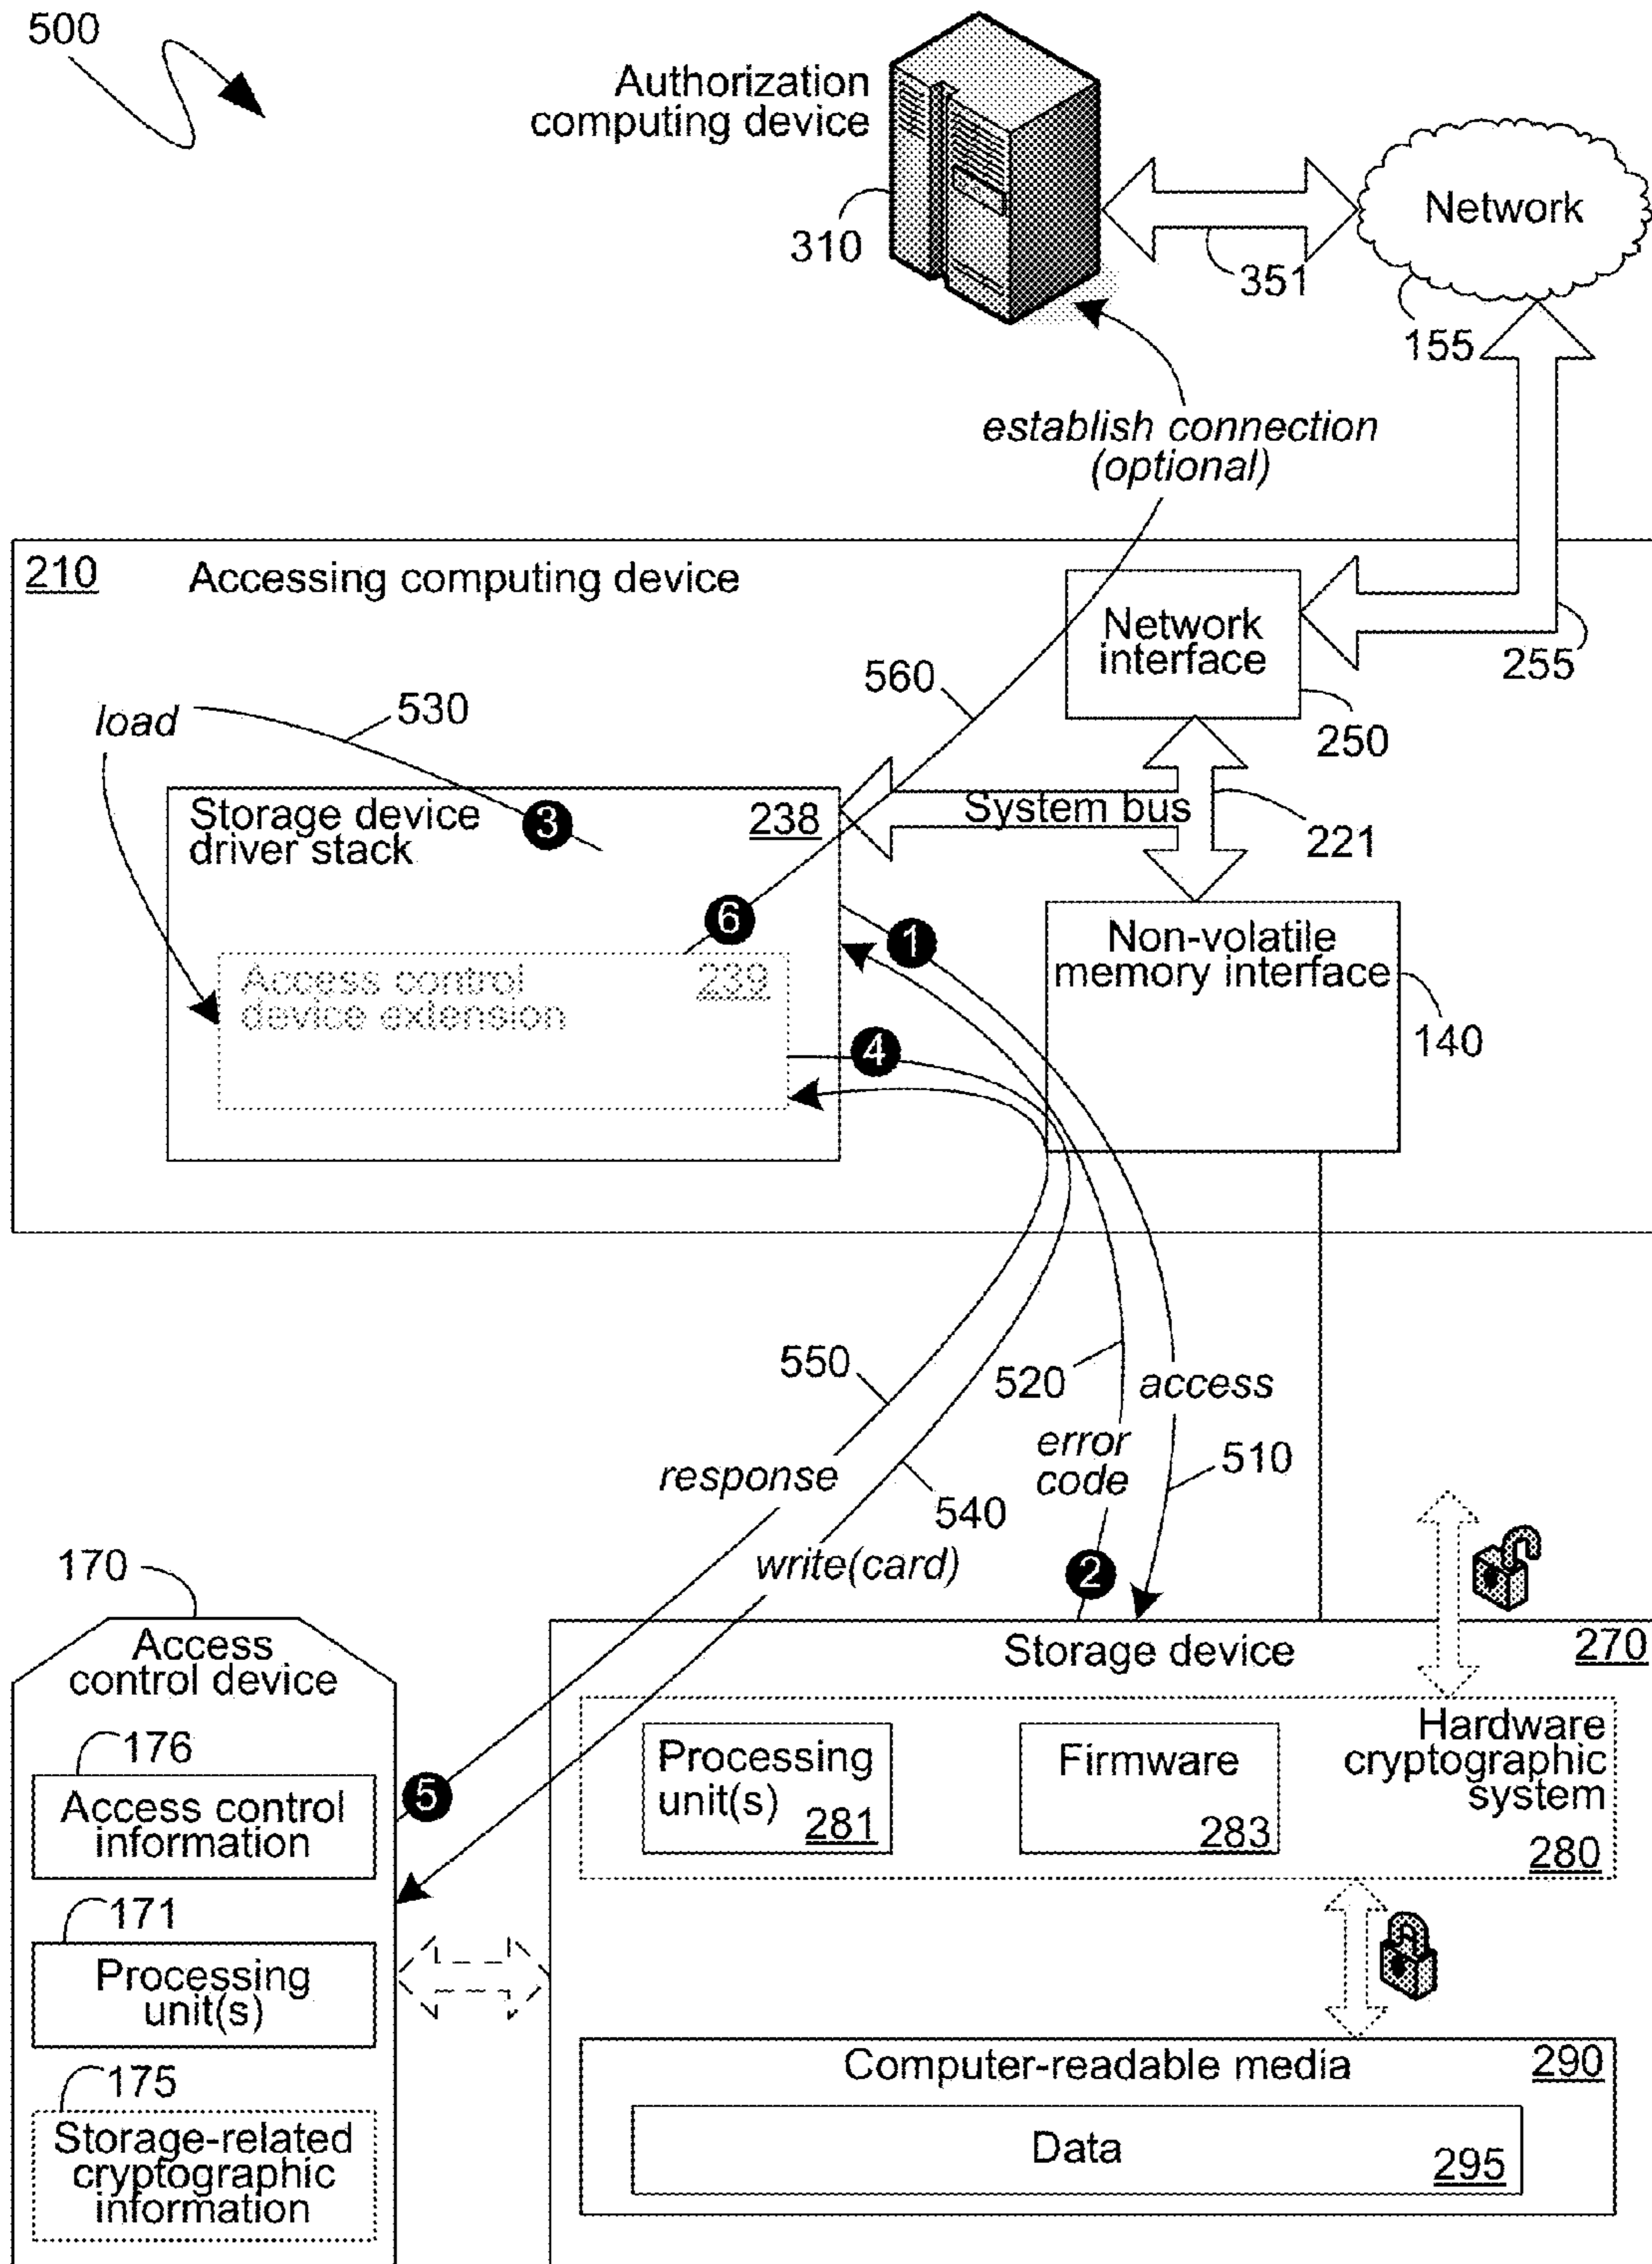 500
Authorization
computing device
310
351
Network
155
establish connection
(optional)
210
Accessing computing device
Network
interface
250
255
560
load
530
Storage device
driver stack
238
3
System bus
221
6
1
Access control
device extension
239
4
Non-volatile
memory interface
140
550
520
access
error
code
510
response
540
write(card)
2
170
Access
control device
176
Access control
information
5
171
Processing
unit(s)
175
Storage-related
cryptographic
information
Storage device
270
Processing
unit(s)
281
Firmware
283
Hardware
cryptographic
system
280
Computer-readable media
290
Data
295